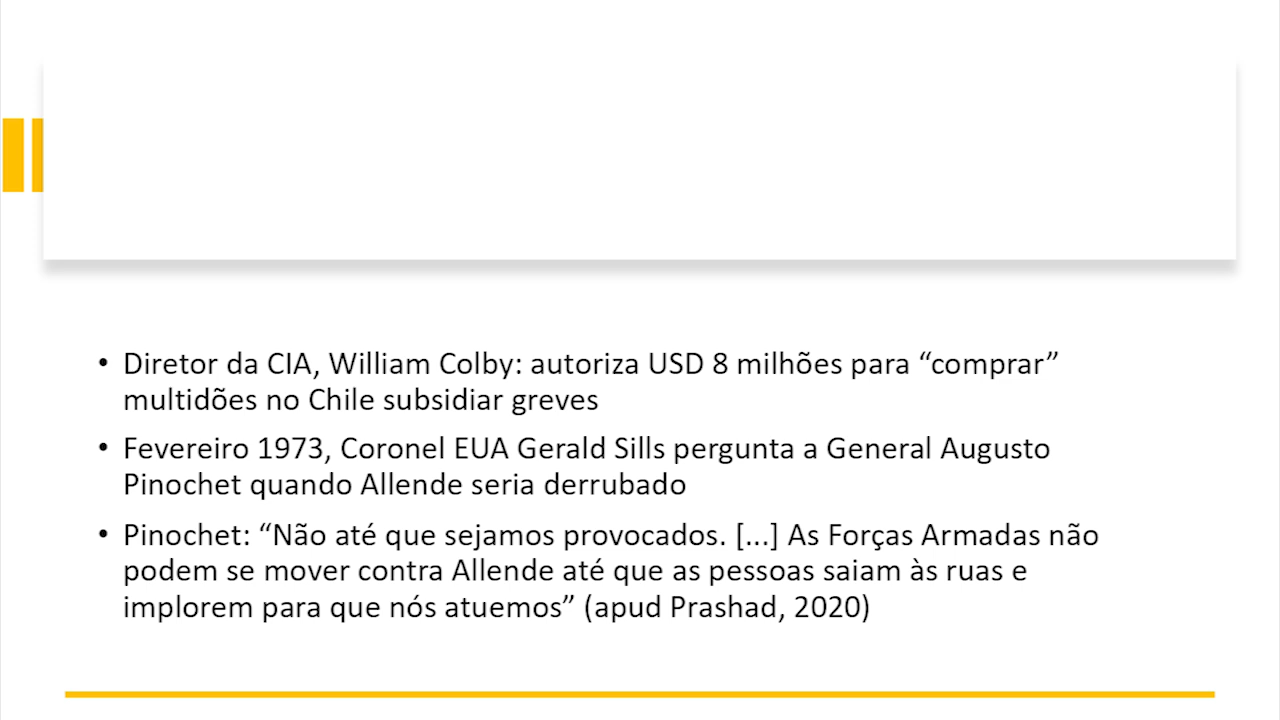 • Diretor da CIA, William Colby: autoriza USD 8 milhões para “comprar”
multidões no Chile subsidiar greves
• Fevereiro 1973, Coronel EUA Gerald Sills pergunta a General Augusto
Pinochet quando Allende seria derrubado
• Pinochet: “Não até que sejamos provocados. [...] As Forças Armadas não
podem se mover contra Allende até que as pessoas saiam às ruas e
implorem para que nós atuemos” (apud Prashad, 2020)